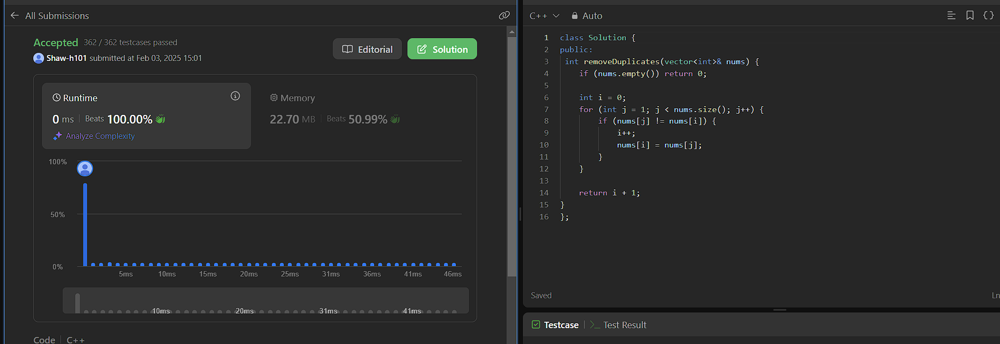 All Submissions
Accepted 362 / 362 testcases passed
Shaw-h101 submitted at Feb 03, 2025 15:01
Editorial
Solution
Runtime
0 ms | Beats 100.00%
Analyze Complexity
Memory
22.70 MB | Beats 50.99%
100%
50%
0%
5ms 10ms 15ms 20ms 25ms 31ms 36ms 41ms 46ms
10ms 20ms 31ms 41ms
Code | C++
C++ Auto
1 class Solution {
2 public:
3 int removeDuplicates(vector<int>& nums) {
4 if (nums.empty()) return 0;
5
6 int i = 0;
7 for (int j = 1; j < nums.size(); j++) {
8 if (nums[j] != nums[i]) {
9 i++;
10 nums[i] = nums[j];
11 }
12 }
13
14 return i + 1;
15 }
16 };
Saved
Ln
Testcase | >_ Test Result